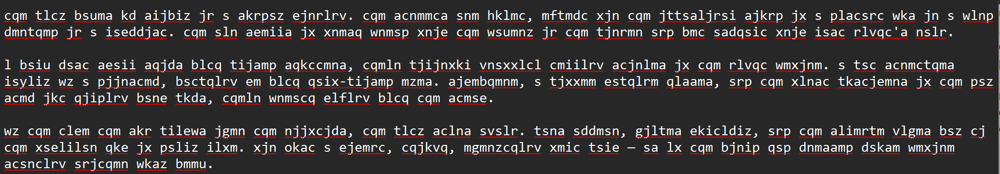 cqm tlcz bsuma kd aijbiz jr s akrpsz ejnrlrv. cqm acnmmca snm hklmc, mftmdc xjn cqm jttsaljrsi ajkrp jx s placsrc wka jn s wlnp
dmntqmp jr s iseddjac. cqm sln aemiia jx xnmaq wnmsp xnje cqm wsumnz jr cqm tjnrmn srp bmc sadqsic xnje isac rlvqc'a nslr.
l bsiu dsac aesii aqjda blcq tijamp aqkccmna, cqmln tjijnxki vnsxxlcl cmiilrv acjnlma jx cqm rlvqc wmxjnm. s tsc acnmctqma
isyliz wz s pjjnacmd, bsctqlrv em blcq qsix-tijamp mzma. ajembqmnm, s tjxxmm estqlrm qlaama, srp cqm xlnac tkacjemna jx cqm psz
acmd jkc qjiplrv bsne tkda, cqmln wnmscq elflrv blcq cqm acmse.
wz cqm clem cqm akr tilewa jgmn cqm njjxcjda, cqm tlcz aclna svslr. tsna sddmsn, gjltma ekicldiz, srp cqm alimrtm vlgma bsz cj
cqm xselilsn qke jx psliz ilxm. xjn okac s ejemrc, cqjkvq, mgmnzcqlrv xmic tsie — sa lx cqm bjnip qsp dnmaamp dskam wmxjnm
acsnclrv srjcqmn wkaz bmmu.